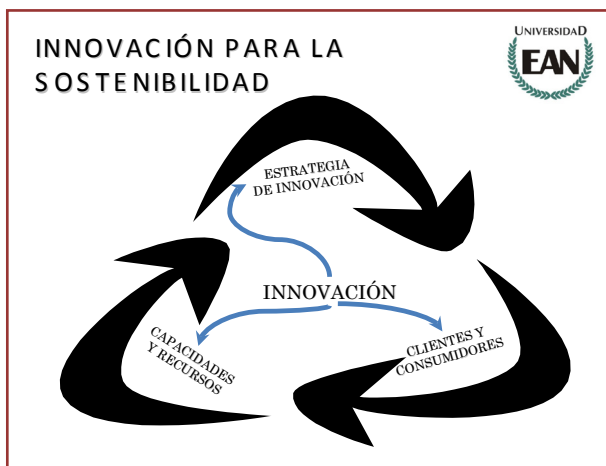 INNOVACIÓN PARA LA
SOSTENIBILIDAD
UNIVERSIDAD
EAN
ESTRATEGIA
DE INNOVACIÓN
INNOVACIÓN
CAPACIDADES
Y RECURSOS
CLIENTES Y
CONSUMIDORES